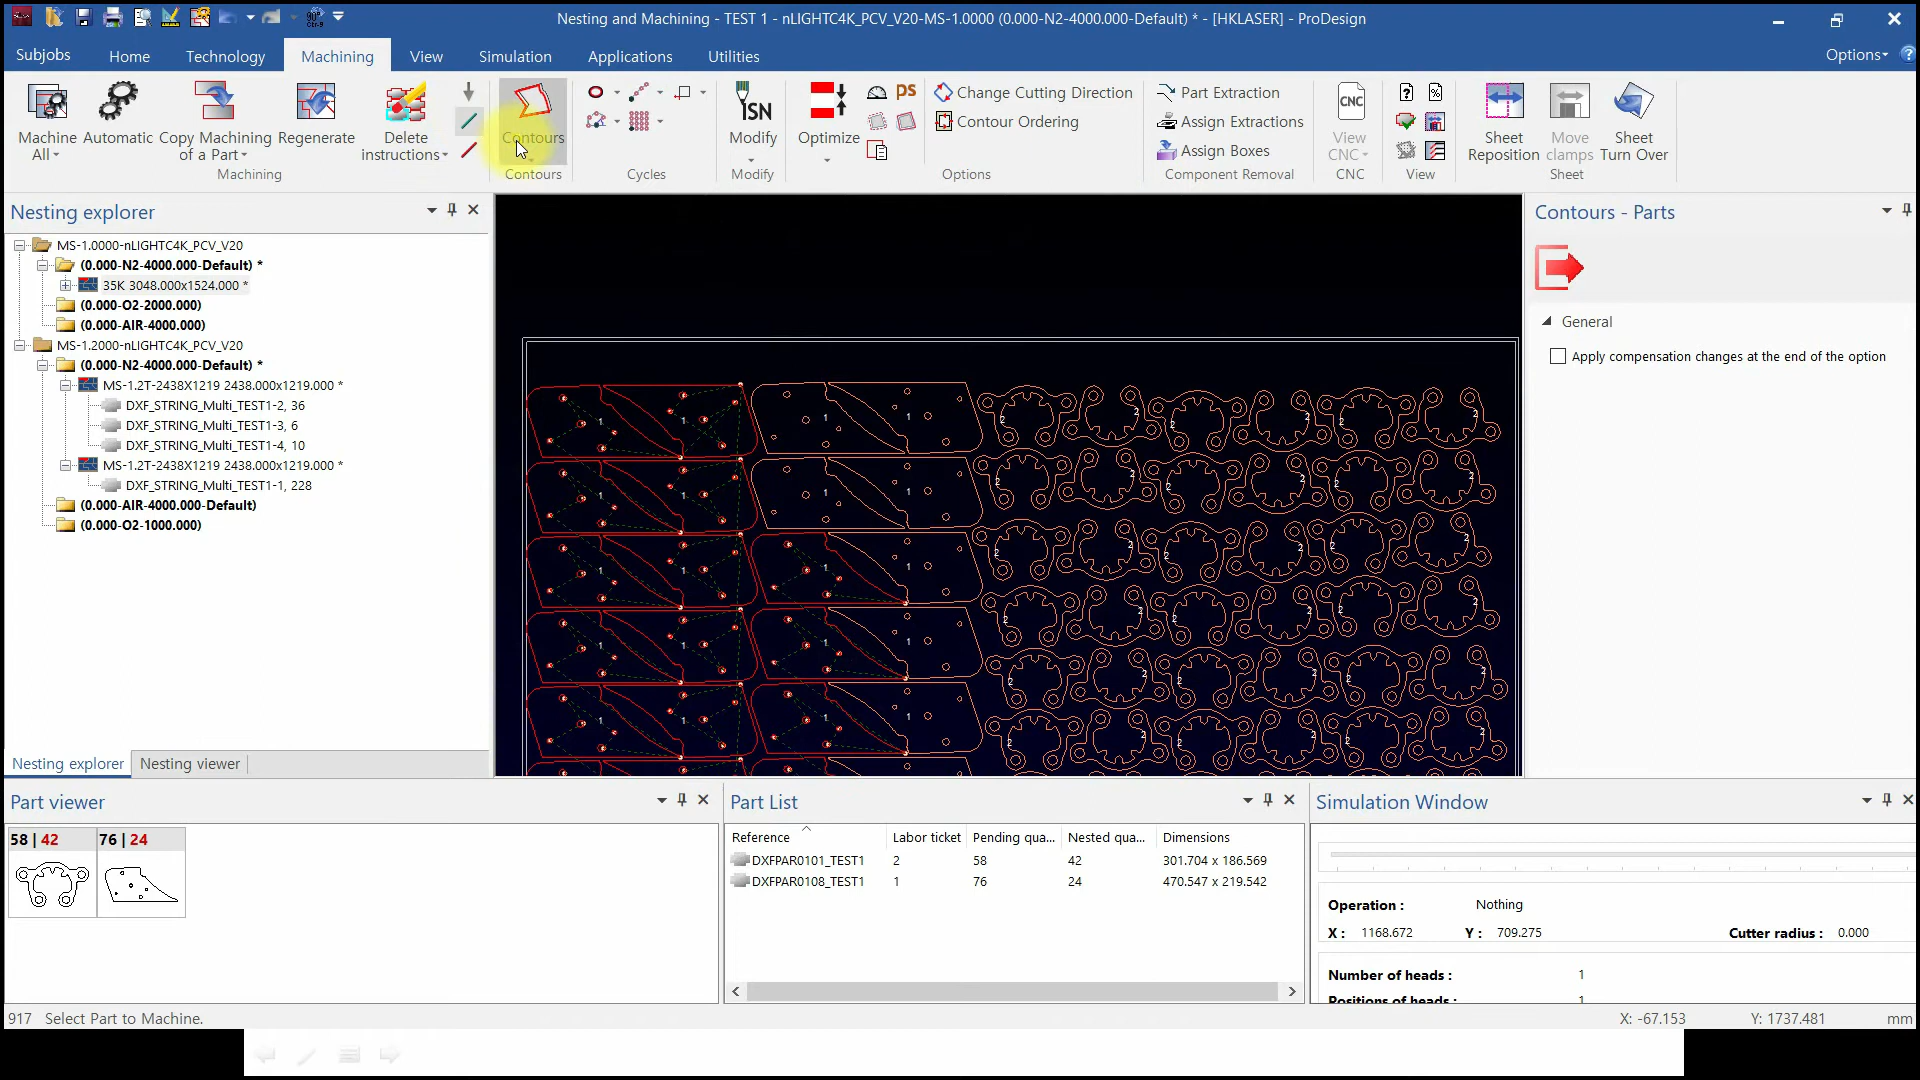 Nesting and Machining - TEST 1 - nLIGHTC4K_PCV_V20-MS-1.0000 (0.000-N2-4000.000-Default) * - [HKLASER] - ProDesign
Subjobs Home Technology Machining View Simulation Applications Utilities Options
Machine All
Automatic
Copy Machining of a Part
Regenerate
Delete instructions
Machining
Contours
Contours
Cycles
ISN
Modify
Modify
Optimize
PS
Change Cutting Direction
Contour Ordering
Options
Part Extraction
Assign Extractions
Assign Boxes
Component Removal
CNC
View CNC
CNC
View
Sheet Reposition
Move clamps
Sheet Turn Over
Sheet
Nesting explorer
MS-1.0000-nLIGHTC4K_PCV_V20
(0.000-N2-4000.000-Default) *
35K 3048.000x1524.000 *
(0.000-O2-2000.000)
(0.000-AIR-4000.000)
MS-1.2000-nLIGHTC4K_PCV_V20
(0.000-N2-4000.000-Default) *
MS-1.2T-2438X1219 2438.000x1219.000 *
DXF_STRING_Multi_TEST1-2, 36
DXF_STRING_Multi_TEST1-3, 6
DXF_STRING_Multi_TEST1-4, 10
MS-1.2T-2438X1219 2438.000x1219.000 *
DXF_STRING_Multi_TEST1-1, 228
(0.000-AIR-4000.000-Default)
(0.000-O2-1000.000)
Nesting explorer Nesting viewer
Contours - Parts
General
Apply compensation changes at the end of the option
Part viewer
58 | 42 76 | 24
Part List
Reference Labor ticket Pending qua... Nested qua... Dimensions
DXFPAR0101_TEST1 2 58 42 301.704 x 186.569
DXFPAR0108_TEST1 1 76 24 470.547 x 219.542
Simulation Window
Operation : Nothing
X : 1168.672 Y : 709.275 Cutter radius : 0.000
Number of heads : 1
Positions of heads : 1
917 Select Part to Machine. X: -67.153 Y: 1737.481 mm